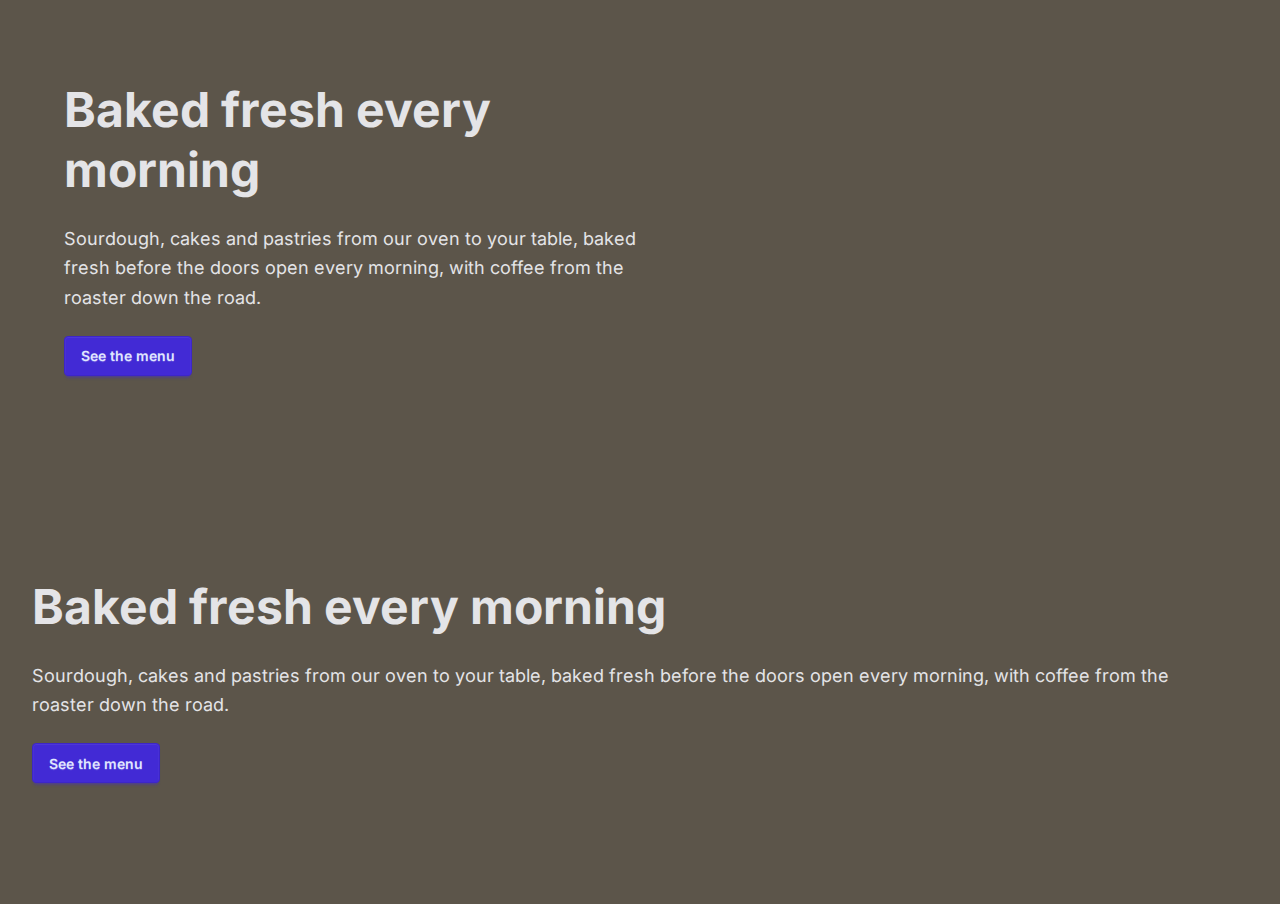 Baked fresh every
morning
Sourdough, cakes and pastries from our oven to your table, baked
fresh before the doors open every morning, with coffee from the
roaster down the road.
See the menu
Baked fresh every morning
Sourdough, cakes and pastries from our oven to your table, baked fresh before the doors open every morning, with coffee from the
roaster down the road.
See the menu